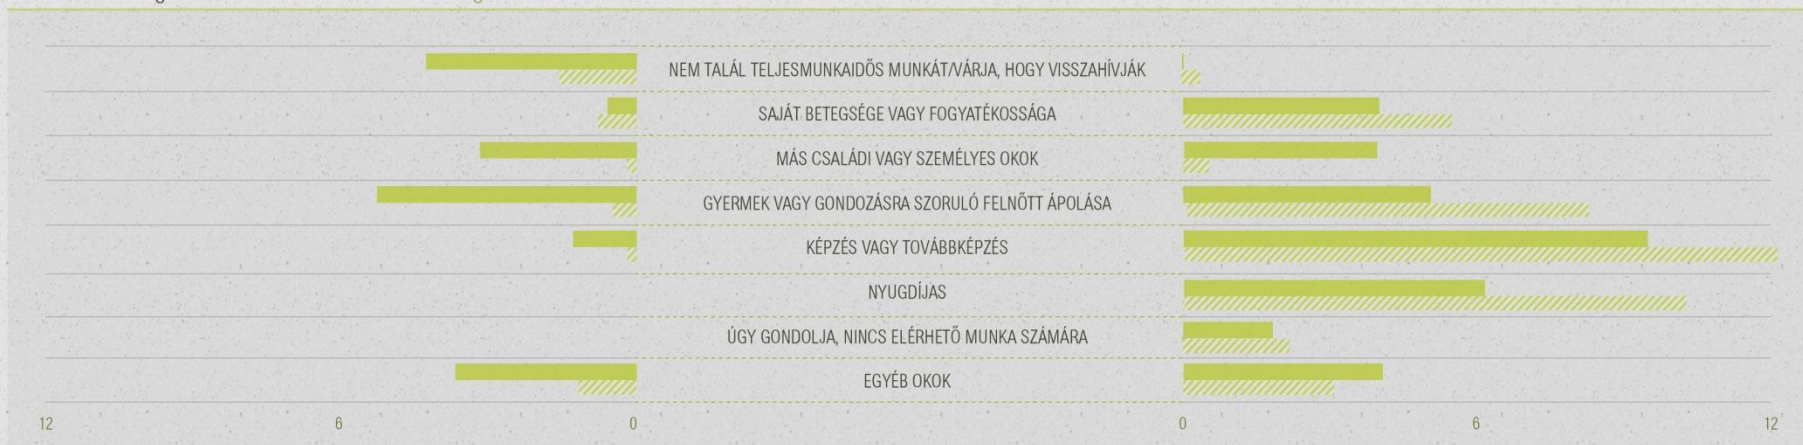 NEM TALÁL TELJESMUNKAIDŐS MUNKÁT/VÁRJA, HOGY VISSZAHÍVJÁK
SAJÁT BETEGSÉGE VAGY FOGYATÉKOSSÁGA
MÁS CSALÁDI VAGY SZEMÉLYES OKOK
GYERMEK VAGY GONDOZÁSRA SZORULÓ FELNŐTT ÁPOLÁSA
KÉPZÉS VAGY TOVÁBBKÉPZÉS
NYUGDÍJAS
ÚGY GONDOLJA, NINCS ELÉRHETŐ MUNKA SZÁMÁRA
EGYÉB OKOK
12 6 0 0 6 12